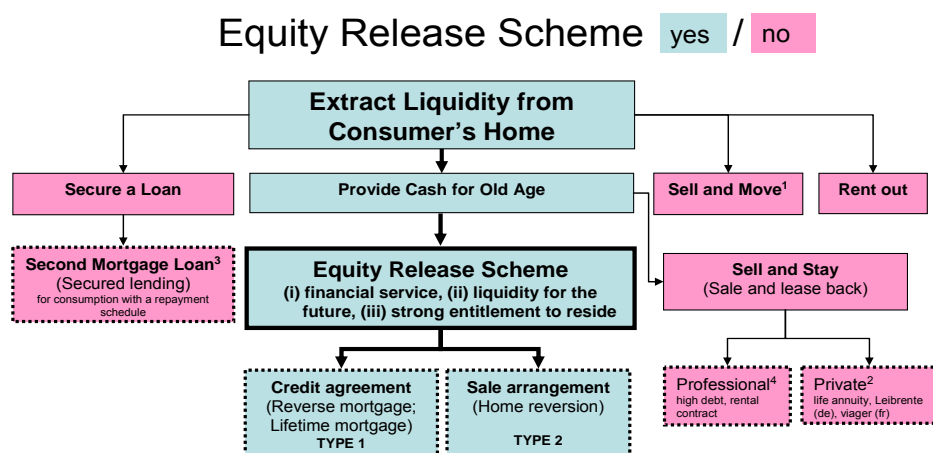 Equity Release Scheme yes / no
Extract Liquidity from
Consumer's Home
Secure a Loan
Provide Cash for Old Age
Sell and Move¹
Rent out
Second Mortgage Loan³
(Secured lending)
for consumption with a repayment
schedule
Equity Release Scheme
(i) financial service, (ii) liquidity for the
future, (iii) strong entitlement to reside
Sell and Stay
(Sale and lease back)
Credit agreement
(Reverse mortgage;
Lifetime mortgage)
TYPE 1
Sale arrangement
(Home reversion)
TYPE 2
Professional⁴
high debt, rental
contract
Private²
life annuity, Leibrente
(de), viager (fr)